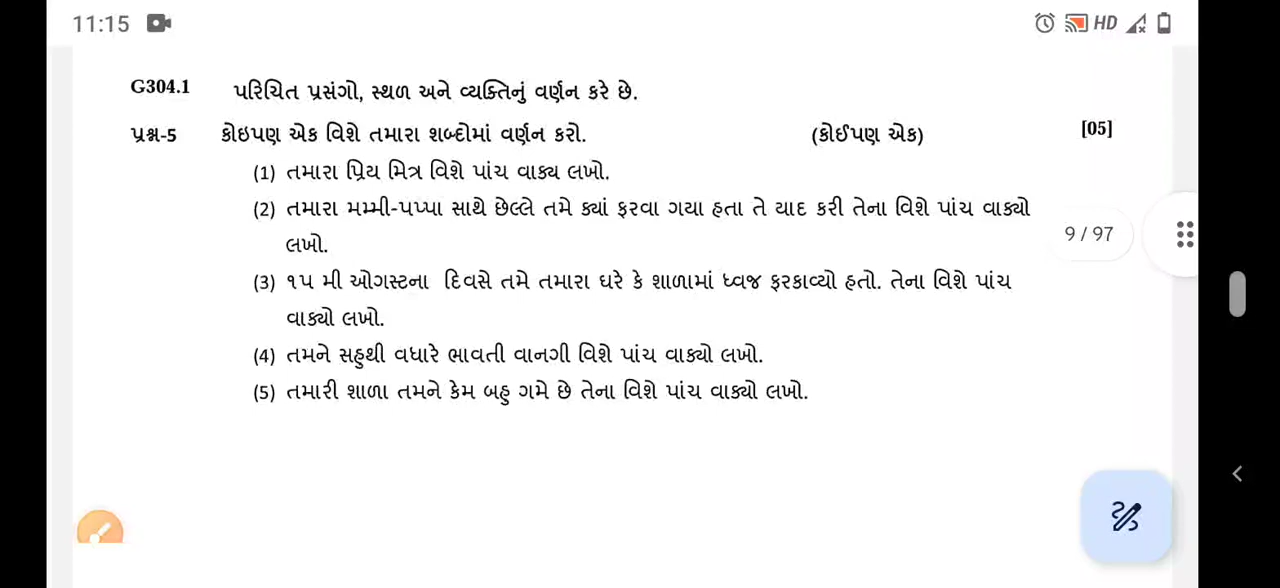 11:15
HD
G304.1 પરિચિત પ્રસંગો, સ્થળ અને વ્યક્તિનું વર્ણન કરે છે.
પ્રશ્ન-5 કોઇપણ એક વિશે તમારા શબ્દોમાં વર્ણન કરો. (કોઈપણ એક) [05]
(1) તમારા પ્રિય મિત્ર વિશે પાંચ વાક્ય લખો.
(2) તમારા મમ્મી-પપ્પા સાથે છેલ્લે તમે ક્યાં ફરવા ગયા હતા તે યાદ કરી તેના વિશે પાંચ વાક્યો
લખો.
9 / 97
(3) ૧૫ મી ઓગસ્ટના દિવસે તમે તમારા ઘરે કે શાળામાં ધ્વજ ફરકાવ્યો હતો. તેના વિશે પાંચ
વાક્યો લખો.
(4) તમને સહુથી વધારે ભાવતી વાનગી વિશે પાંચ વાક્યો લખો.
(5) તમારી શાળા તમને કેમ બહુ ગમે છે તેના વિશે પાંચ વાક્યો લખો.